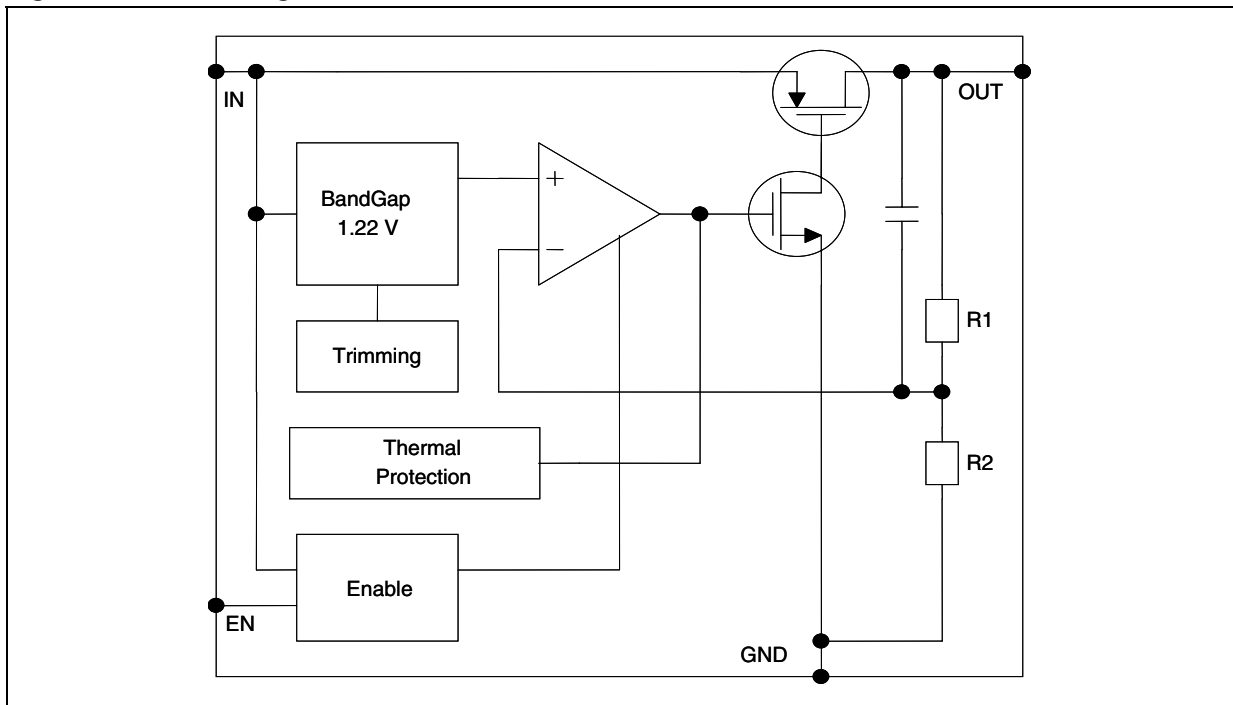 IN
OUT
BandGap
1.22 V
+
−
R1
Trimming
Thermal
Protection
R2
Enable
EN
GND